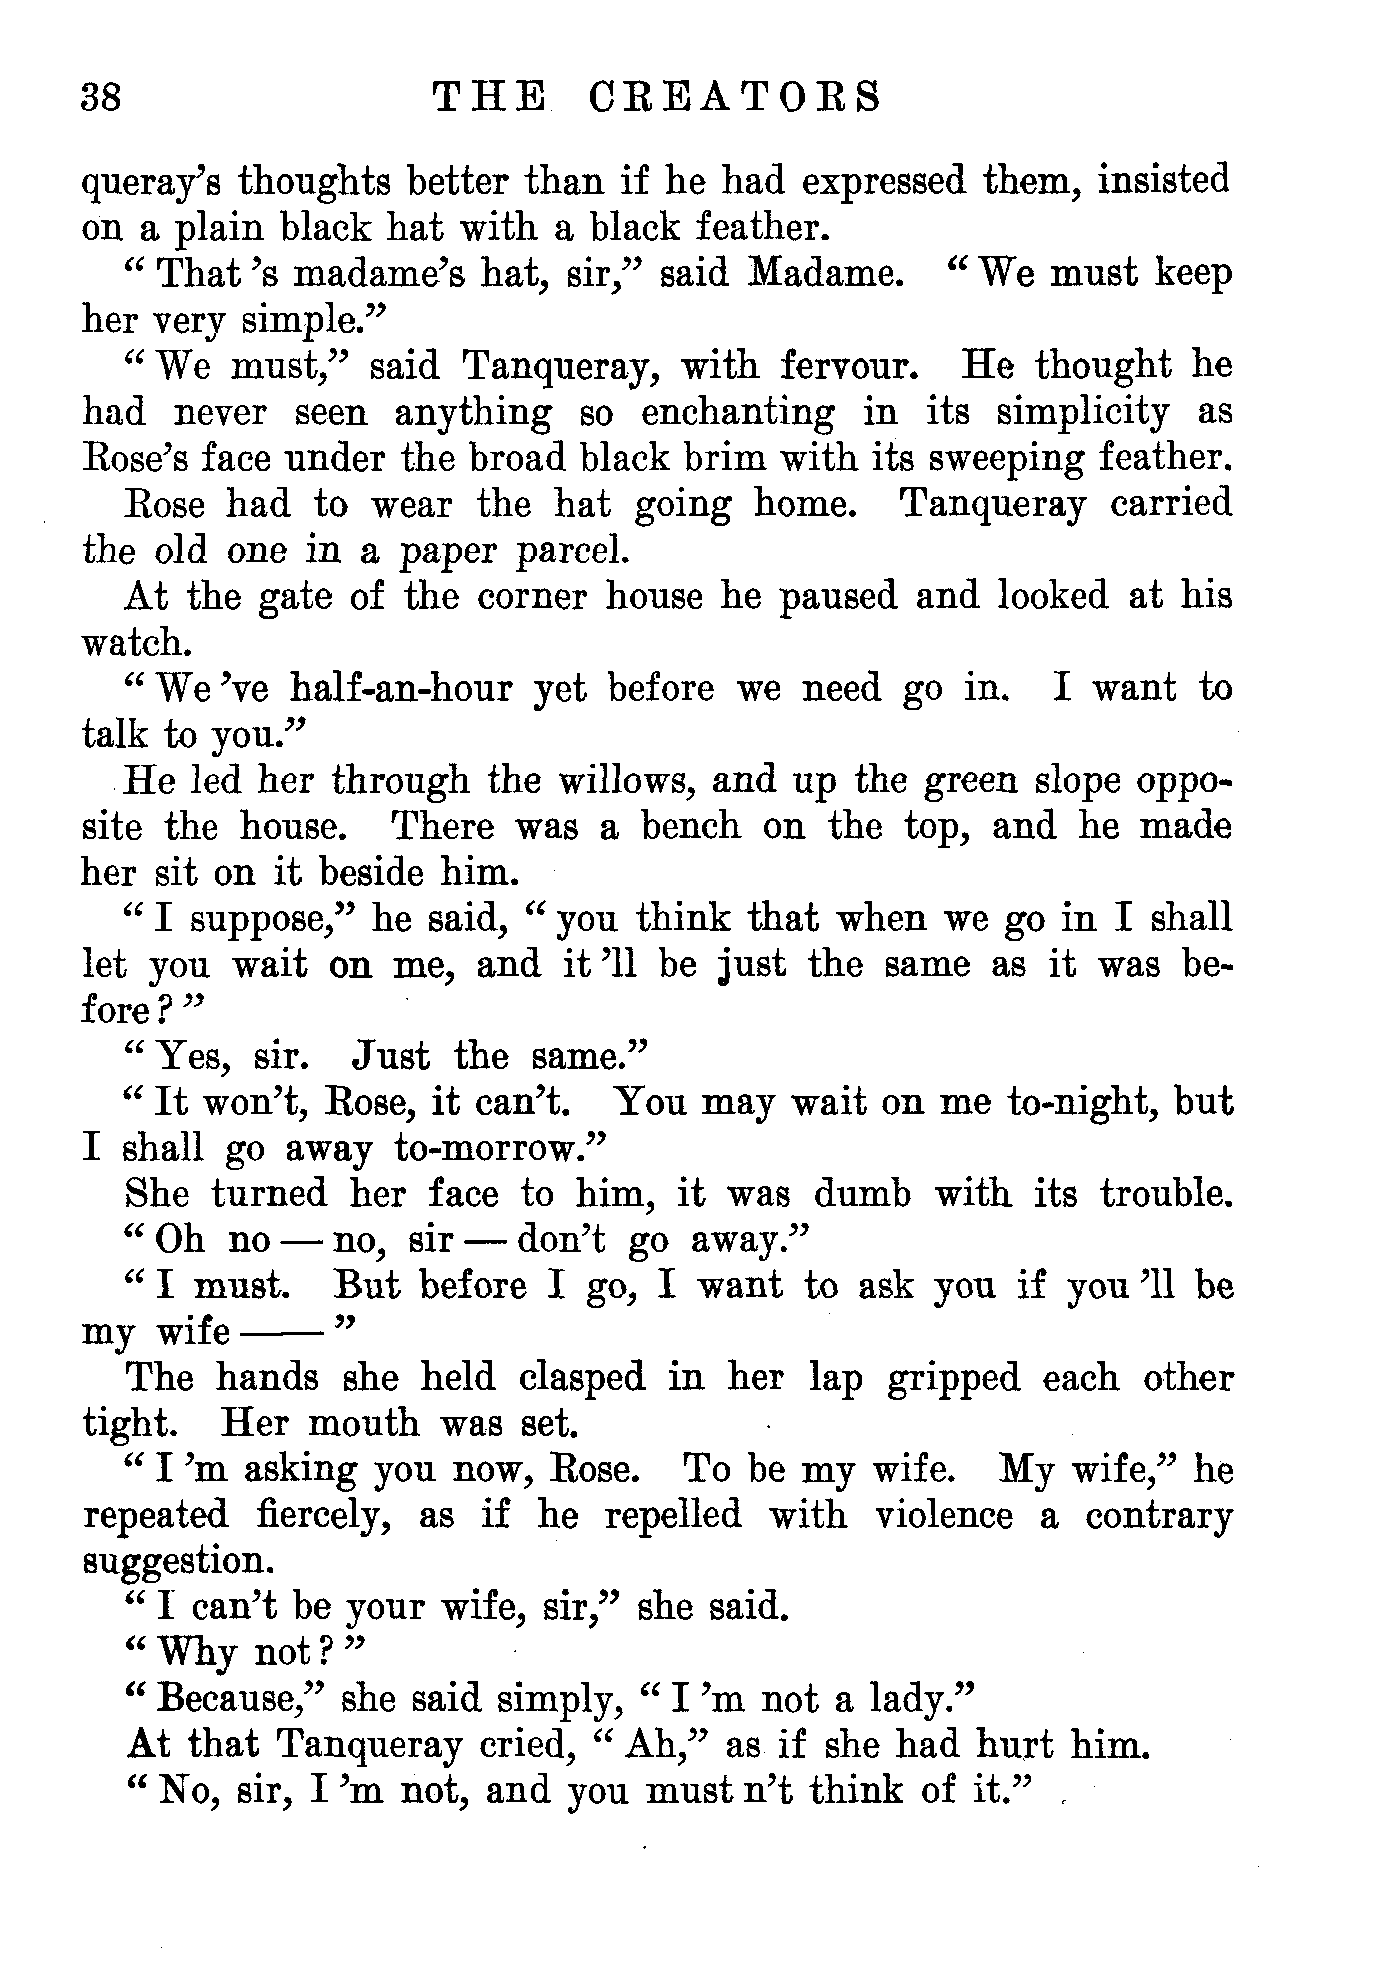 38 THE CREATORS
queray's thoughts better than if he had expressed them, insisted
on a plain black hat with a black feather.
“ That 's madame's hat, sir,” said Madame. “ We must keep
her very simple.”
“ We must,” said Tanqueray, with fervour. He thought he
had never seen anything so enchanting in its simplicity as
Rose's face under the broad black brim with its sweeping feather.
Rose had to wear the hat going home. Tanqueray carried
the old one in a paper parcel.
At the gate of the corner house he paused and looked at his
watch.
“ We 've half-an-hour yet before we need go in. I want to
talk to you.”
He led her through the willows, and up the green slope oppo-
site the house. There was a bench on the top, and he made
her sit on it beside him.
“ I suppose,” he said, “ you think that when we go in I shall
let you wait on me, and it 'll be just the same as it was be-
fore ? ”
“ Yes, sir. Just the same.”
“ It won't, Rose, it can't. You may wait on me to-night, but
I shall go away to-morrow.”
She turned her face to him, it was dumb with its trouble.
“ Oh no — no, sir — don't go away.”
“ I must. But before I go, I want to ask you if you 'll be
my wife —— ”
The hands she held clasped in her lap gripped each other
tight. Her mouth was set.
“ I 'm asking you now, Rose. To be my wife. My wife,” he
repeated fiercely, as if he repelled with violence a contrary
suggestion.
“ I can't be your wife, sir,” she said.
“ Why not ? ”
“ Because,” she said simply, “ I 'm not a lady.”
At that Tanqueray cried, “ Ah,” as if she had hurt him.
“ No, sir, I 'm not, and you must n't think of it.”